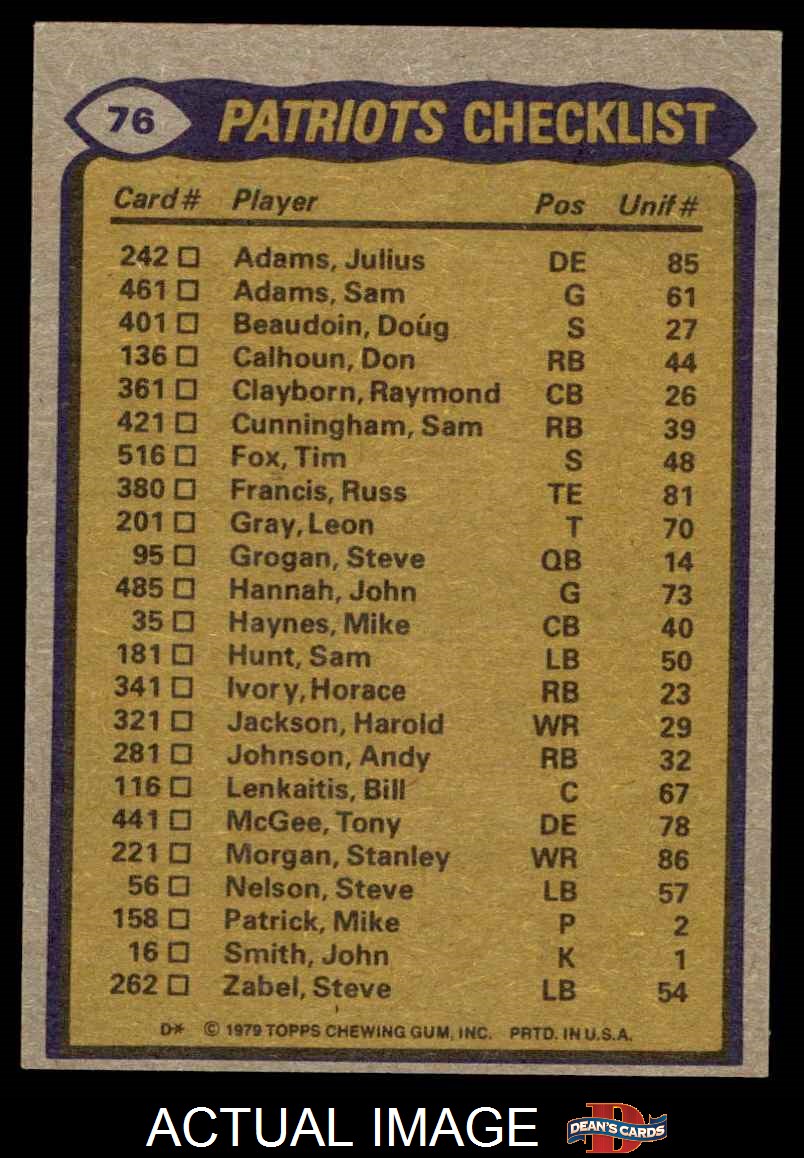 76 PATRIOTS CHECKLIST
Card # Player Pos Unif #
242 □ Adams, Julius DE 85
461 □ Adams, Sam G 61
401 □ Beaudoin, Doúg S 27
136 □ Calhoun, Don RB 44
361 □ Clayborn, Raymond CB 26
421 □ Cunningham, Sam RB 39
516 □ Fox, Tim S 48
380 □ Francis, Russ TE 81
201 □ Gray, Leon T 70
95 □ Grogan, Steve QB 14
485 □ Hannah, John G 73
35 □ Haynes, Mike CB 40
181 □ Hunt, Sam LB 50
341 □ Ivory, Horace RB 23
321 □ Jackson, Harold WR 29
281 □ Johnson, Andy RB 32
116 □ Lenkaitis, Bill C 67
441 □ McGee, Tony DE 78
221 □ Morgan, Stanley WR 86
56 □ Nelson, Steve LB 57
158 □ Patrick, Mike P 2
16 □ Smith, John K 1
262 □ Zabel, Steve LB 54
D* © 1979 TOPPS CHEWING GUM, INC. PRTD. IN U.S.A.
ACTUAL IMAGE
D
DEAN'S CARDS